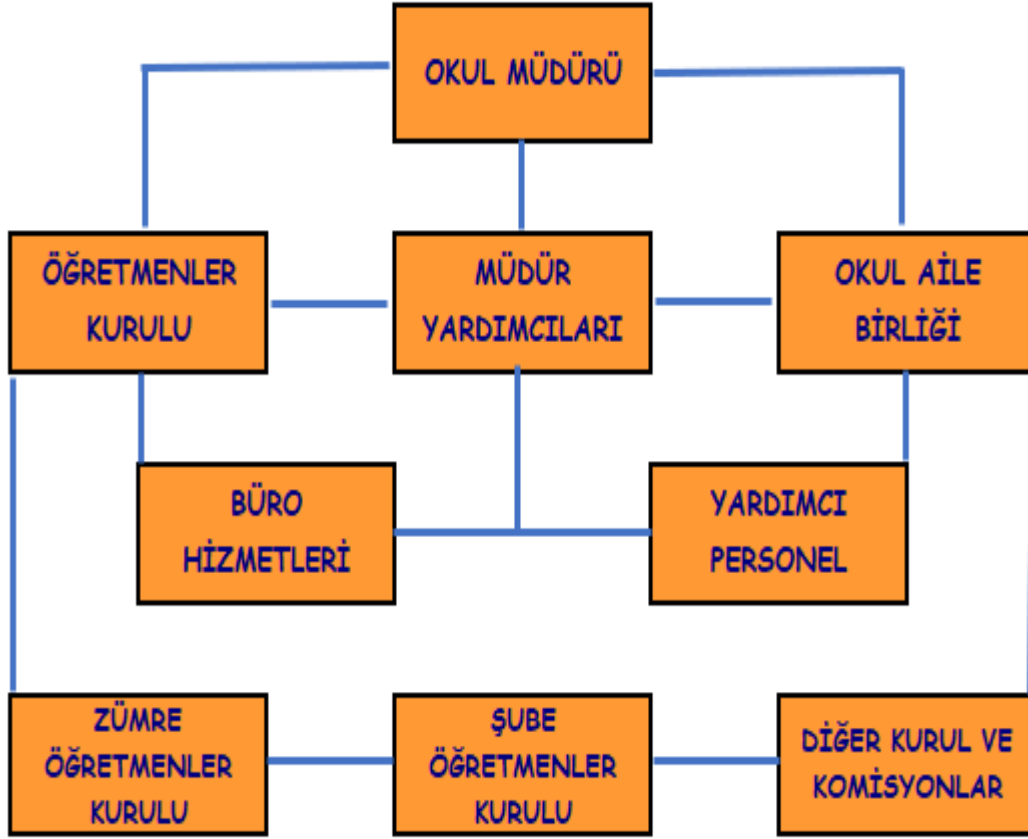 OKUL MÜDÜRÜ
ÖĞRETMENLER
KURULU
MÜDÜR
YARDIMCILARI
OKUL AİLE
BİRLİĞİ
BÜRO
HİZMETLERİ
YARDIMCI
PERSONEL
ZÜMRE
ÖĞRETMENLER
KURULU
ŞUBE
ÖĞRETMENLER
KURULU
DİĞER KURUL VE
KOMİSYONLAR